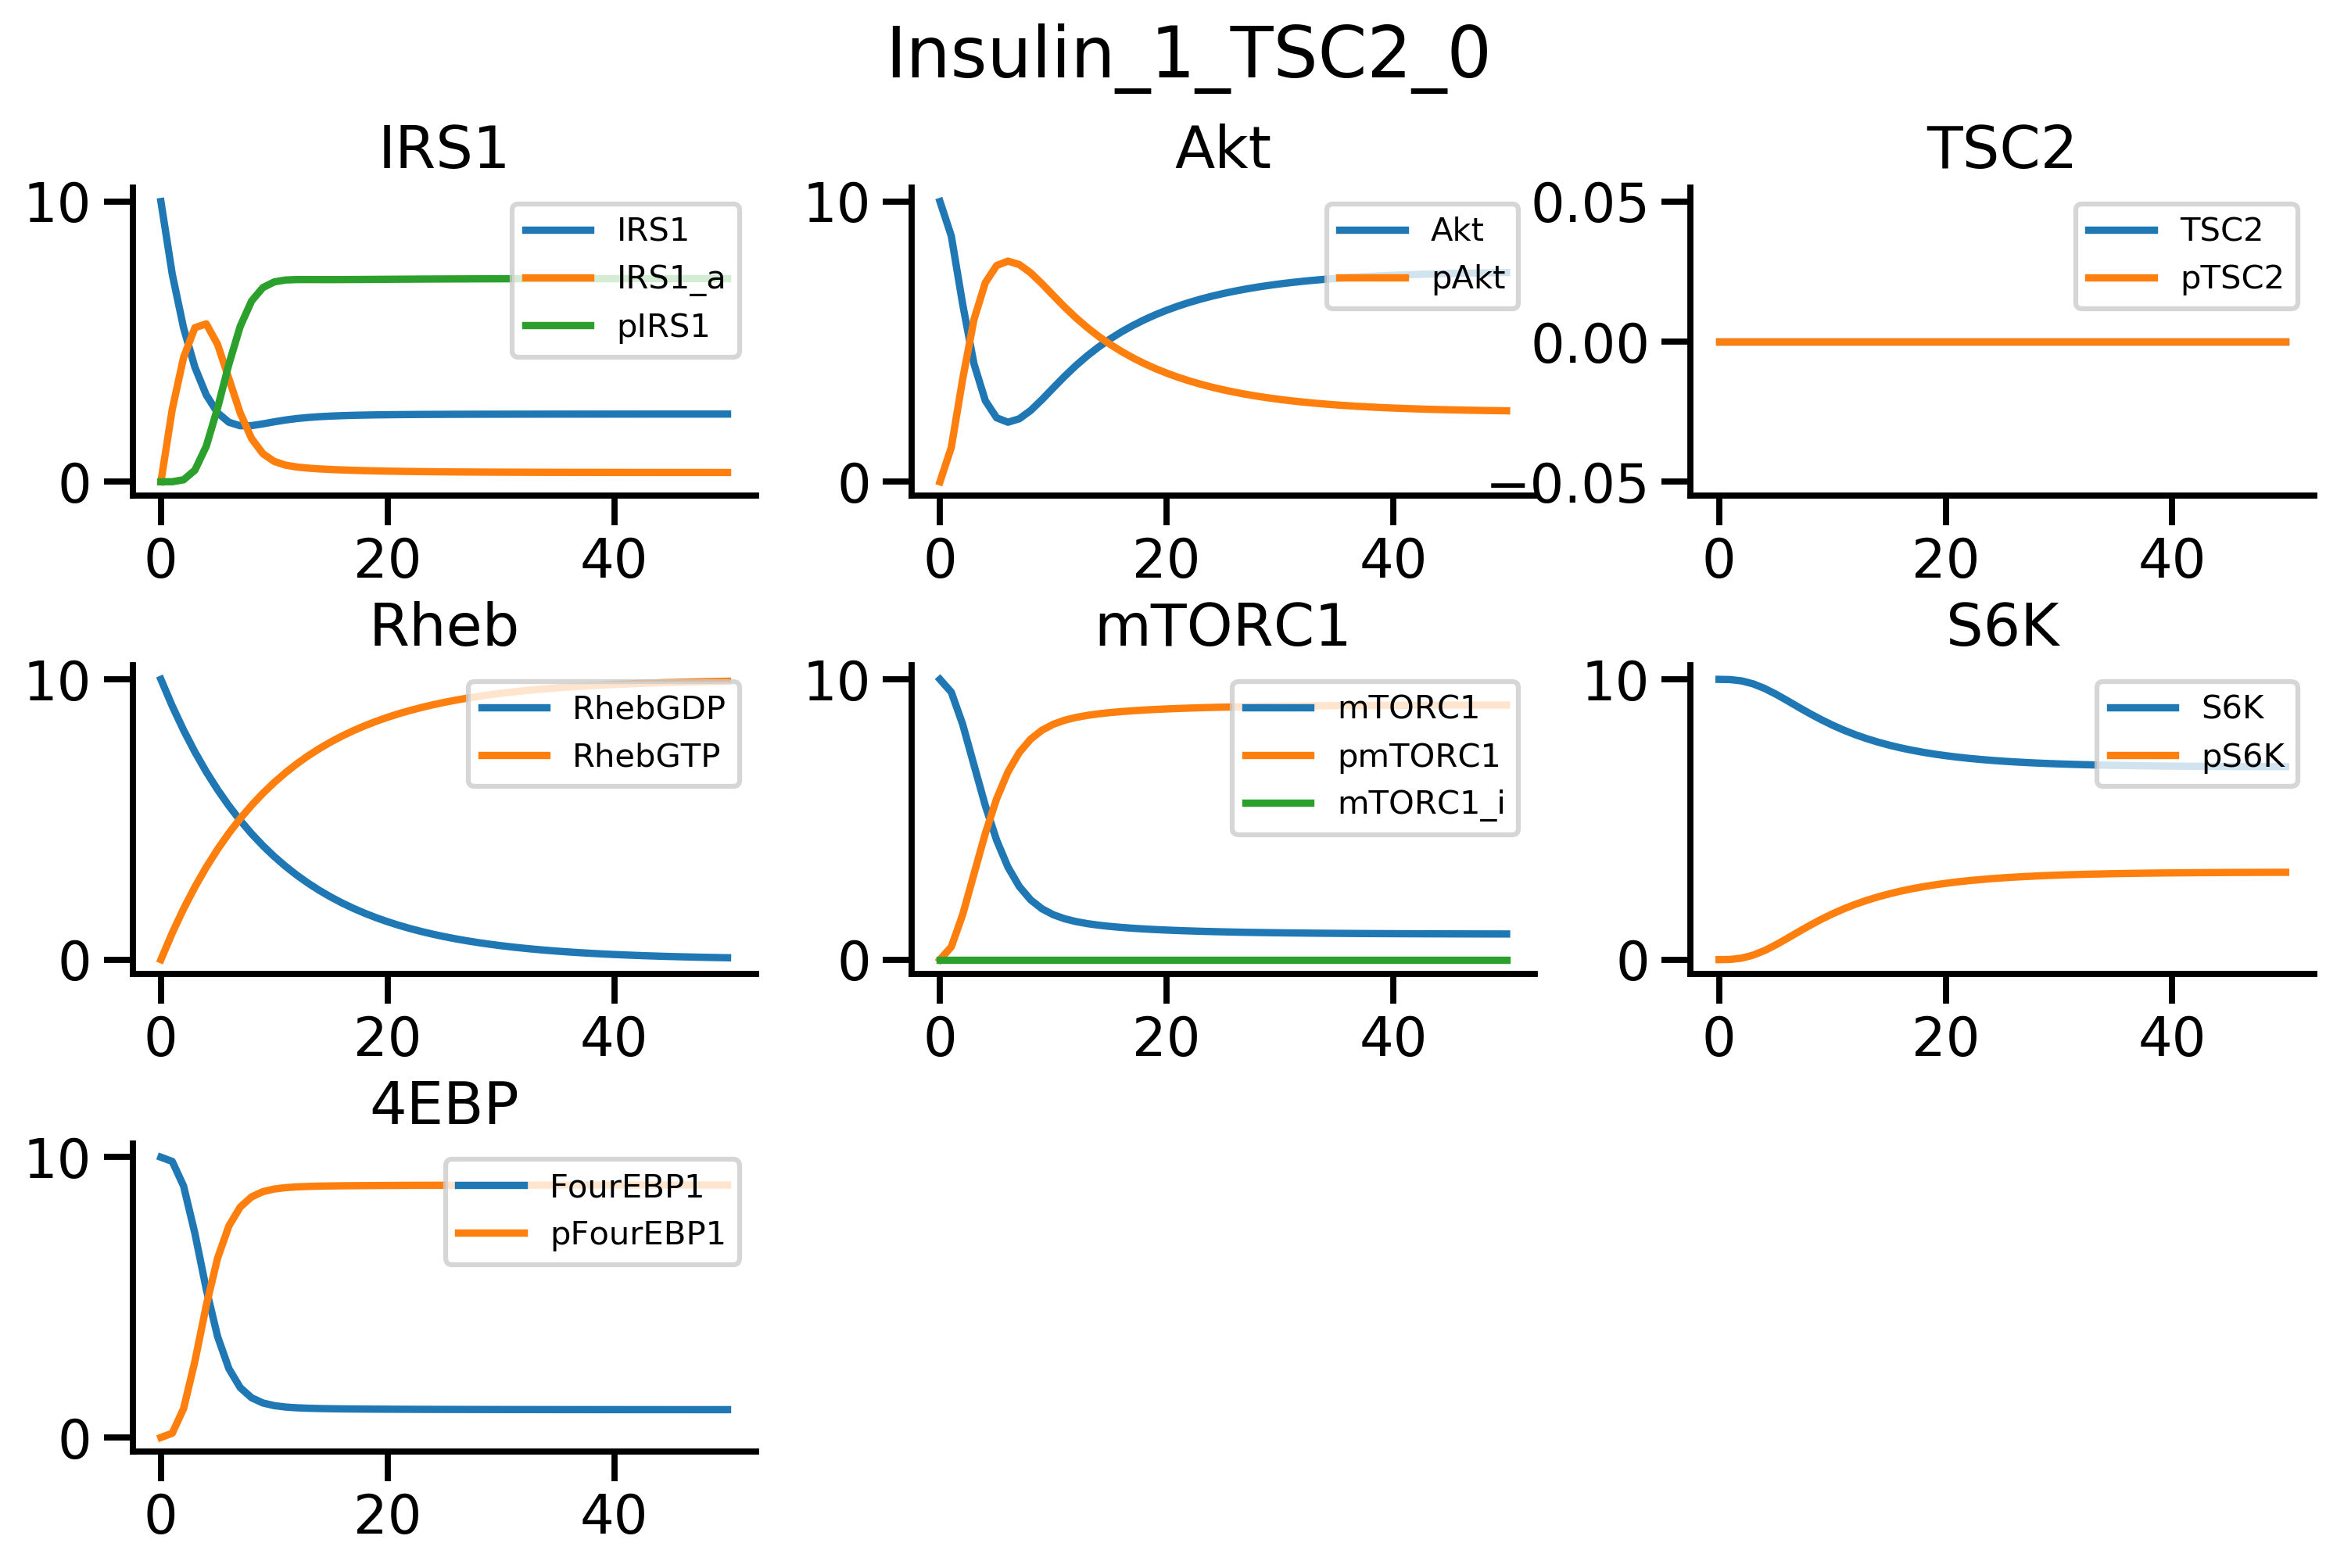 Insulin_1_TSC2_0
IRS1
10
0
0 20 40
IRS1
IRS1_a
pIRS1
Akt
10
0
0 20 40
Akt
pAkt
TSC2
0.05
0.00
−0.05
0 20 40
TSC2
pTSC2
Rheb
10
0
0 20 40
RhebGDP
RhebGTP
mTORC1
10
0
0 20 40
mTORC1
pmTORC1
mTORC1_i
S6K
10
0
0 20 40
S6K
pS6K
4EBP
10
0
0 20 40
FourEBP1
pFourEBP1